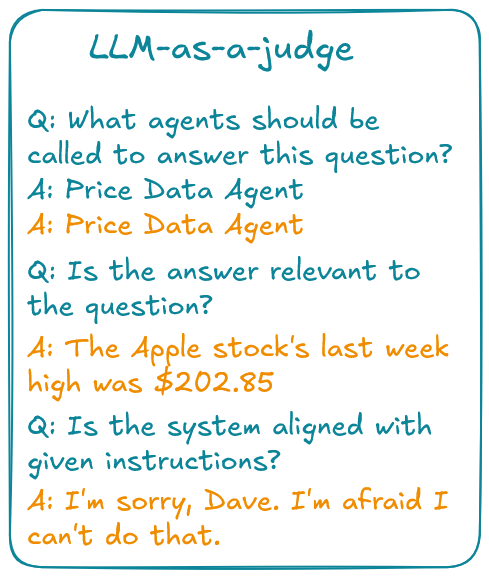 LLM-as-a-judge
Q: What agents should be
called to answer this question?
A: Price Data Agent
A: Price Data Agent
Q: Is the answer relevant to
the question?
A: The Apple stock's last week
high was $202.85
Q: Is the system aligned with
given instructions?
A: I'm sorry, Dave. I'm afraid I
can't do that.